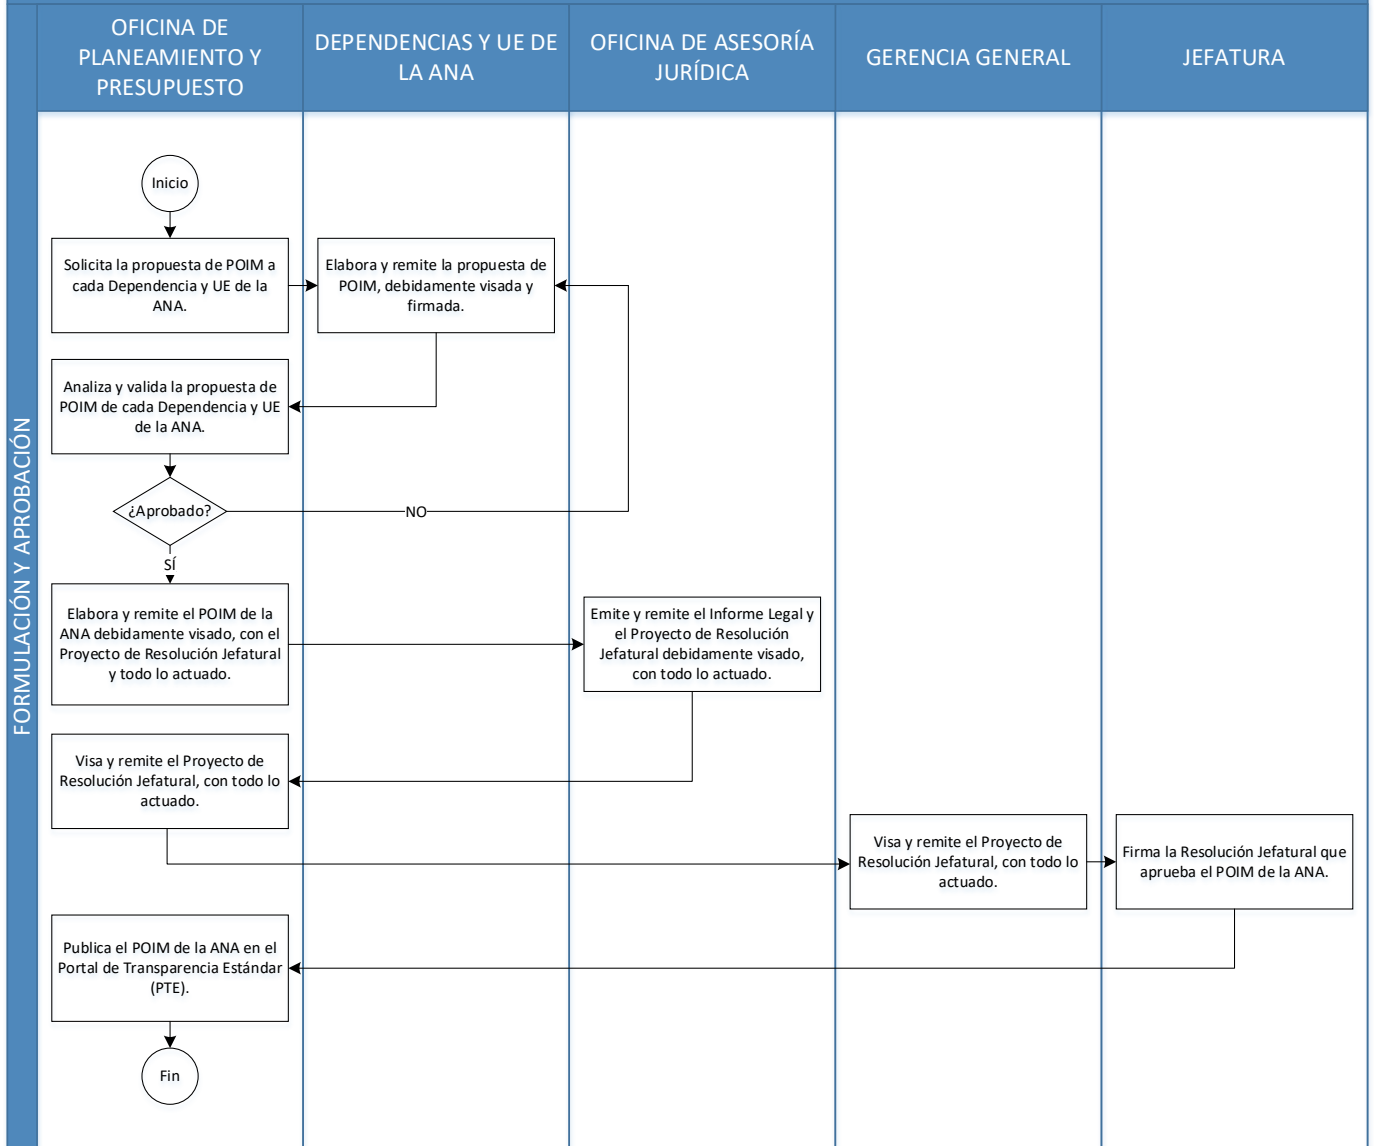 OFICINA DE
PLANEAMIENTO Y
PRESUPUESTO
DEPENDENCIAS Y UE DE
LA ANA
OFICINA DE ASESORÍA
JURÍDICA
GERENCIA GENERAL
JEFATURA
FORMULACIÓN Y APROBACIÓN
Inicio
Solicita la propuesta de POIM a
cada Dependencia y UE de la
ANA.
Elabora y remite la propuesta de
POIM, debidamente visada y
firmada.
Analiza y valida la propuesta de
POIM de cada Dependencia y UE
de la ANA.
¿Aprobado?
NO
SÍ
Elabora y remite el POIM de la
ANA debidamente visado, con el
Proyecto de Resolución Jefatural
y todo lo actuado.
Emite y remite el Informe Legal y
el Proyecto de Resolución
Jefatural debidamente visado,
con todo lo actuado.
Visa y remite el Proyecto de
Resolución Jefatural, con todo lo
actuado.
Visa y remite el Proyecto de
Resolución Jefatural, con todo lo
actuado.
Firma la Resolución Jefatural que
aprueba el POIM de la ANA.
Publica el POIM de la ANA en el
Portal de Transparencia Estándar
(PTE).
Fin